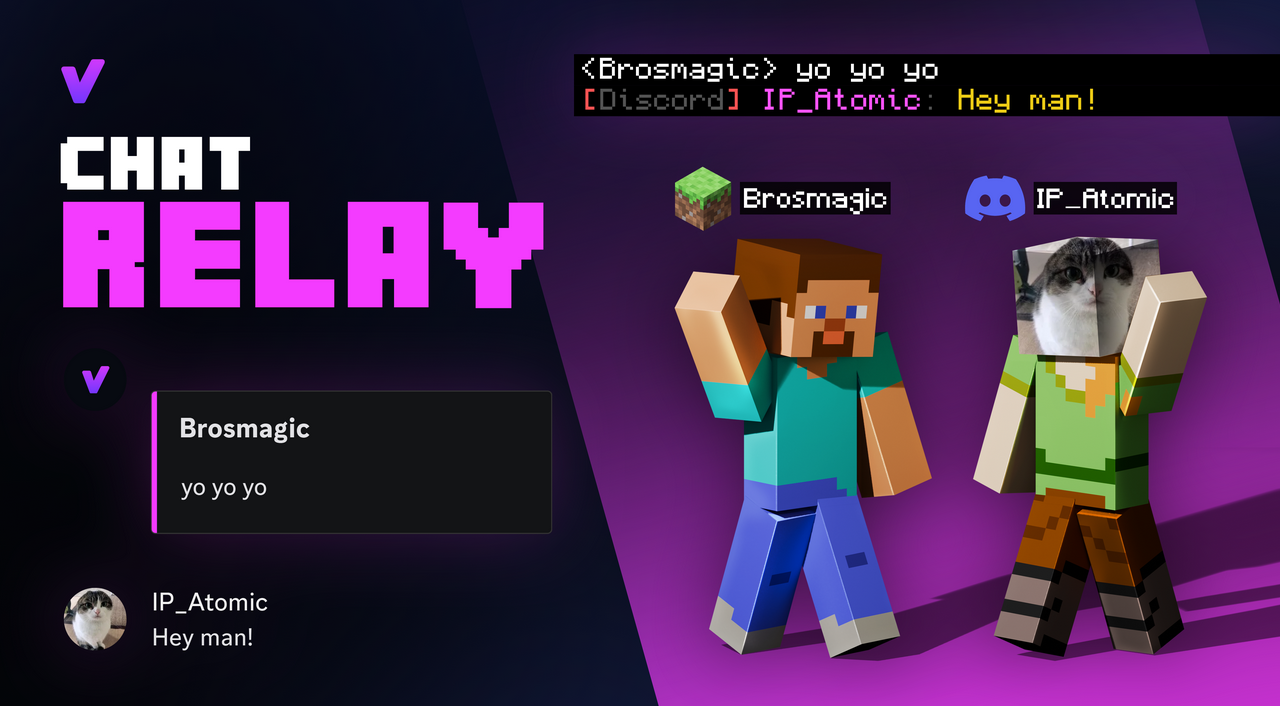 CHAT
RELAY
Brosmagic
yo yo yo
IP_Atomic
Hey man!
<Brosmagic> yo yo yo
[Discord] IP_Atomic: Hey man!
Brosmagic
IP_Atomic